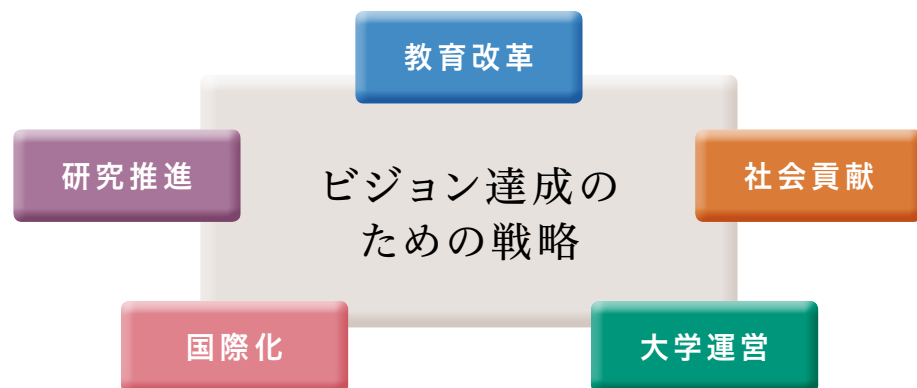 教育改革
研究推進
ビジョン達成の
ための戦略
社会貢献
国際化
大学運営